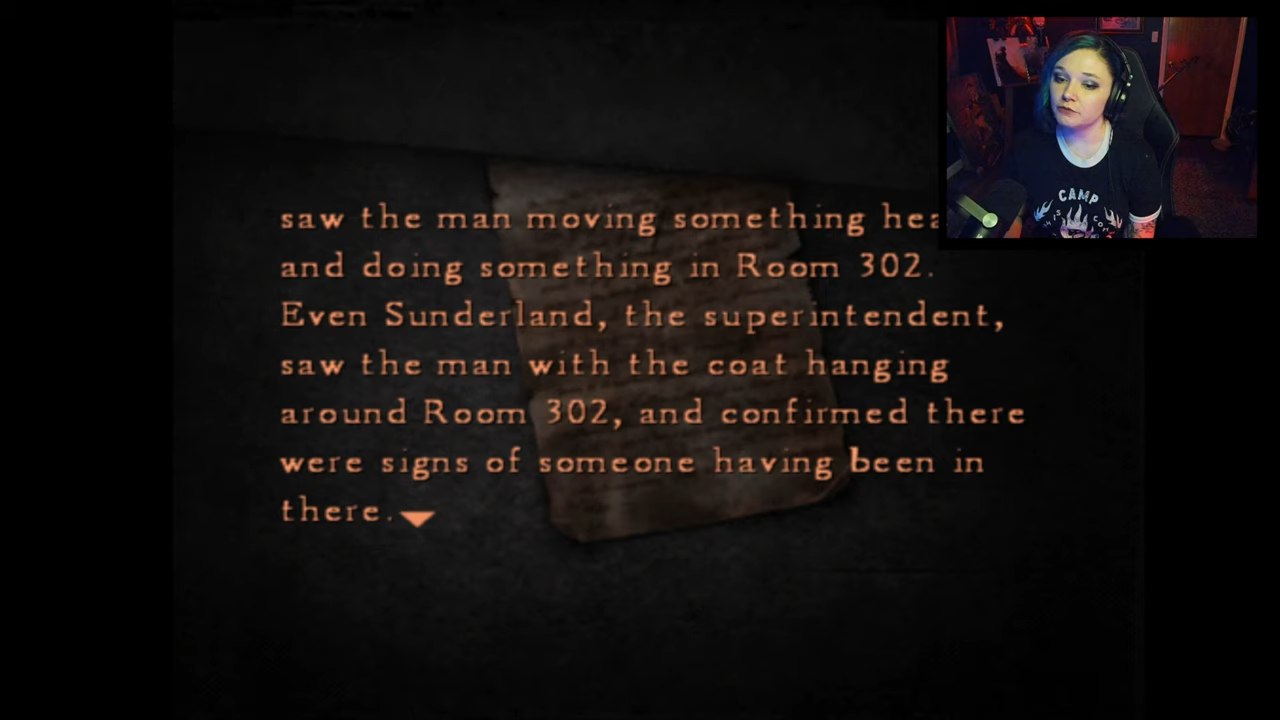 saw the man moving something
and doing something in Room 302.
Even Sunderland, the superintendent,
saw the man with the coat hanging
around Room 302, and confirmed there
were signs of someone having been in
there.
CAMP